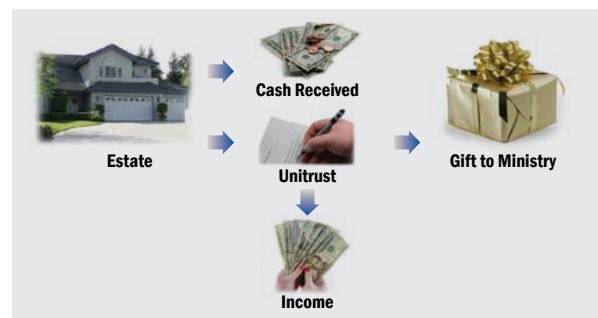 Cash Received
Estate
Unitrust
Gift to Ministry
Income